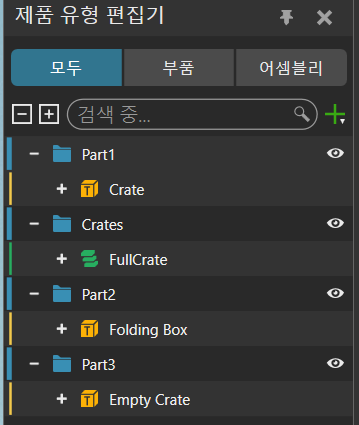 제품 유형 편집기
모두 부품 어셈블리
검색 중...
Part1
Crate
Crates
FullCrate
Part2
Folding Box
Part3
Empty Crate